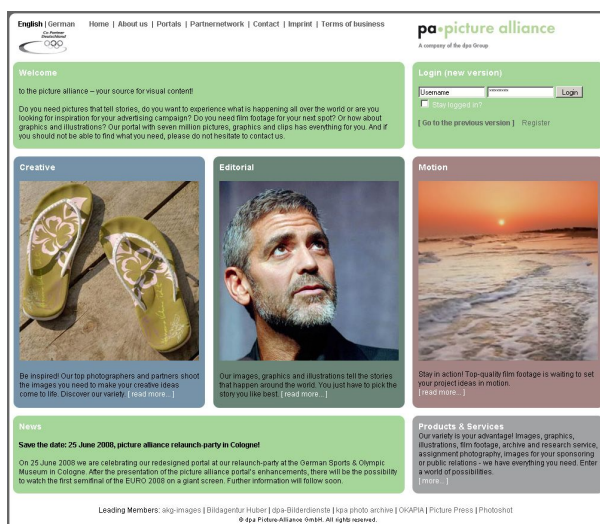 English | German Home | About us | Portals | Partnernetwork | Contact | Imprint | Terms of business
Co Partner
Deutschland
pa•picture alliance
A company of the dpa Group
Welcome
to the picture alliance – your source for visual content!
Do you need pictures that tell stories, do you want to experience what is happening all over the world or are you
looking for inspiration for your advertising campaign? Do you need film footage for your next spot? Or how about
graphics and illustrations? Our portal with seven million pictures, graphics and clips has everything for you. And if
you should not be able to find what you need, please do not hesitate to contact us.
Login (new version)
Username ******** Login
Stay logged in?
[ Go to the previous version ] Register
Creative
Be inspired! Our top photographers and partners shoot
the images you need to make your creative ideas
come to life. Discover our variety. [ read more... ]
Editorial
Our images, graphics and illustrations tell the stories
that happen around the world. You just have to pick the
story you like best. [ read more... ]
Motion
Stay in action! Top-quality film footage is waiting to set
your project ideas in motion.
[ read more... ]
News
Save the date: 25 June 2008, picture alliance relaunch-party in Cologne!
On 25 June 2008 we are celebrating our redesigned portal at our relaunch-party at the German Sports & Olympic
Museum in Cologne. After the presentation of the picture alliance portal's enhancements, there will be the possibility
to watch the first semifinal of the EURO 2008 on a giant screen. Further information will follow soon.
Products & Services
Our variety is your advantage! Images, graphics,
illustrations, film footage, archive and research service,
assignment photography, images for your sponsoring
or public relations - we have everything you need. Enter
a world of possibilities.
[ more... ]
Leading Members: akg-images | Bildagentur Huber | dpa-Bilderdienste | kpa photo archive | OKAPIA | Picture Press | Photoshot
© dpa Picture-Alliance GmbH. All rights reserved.